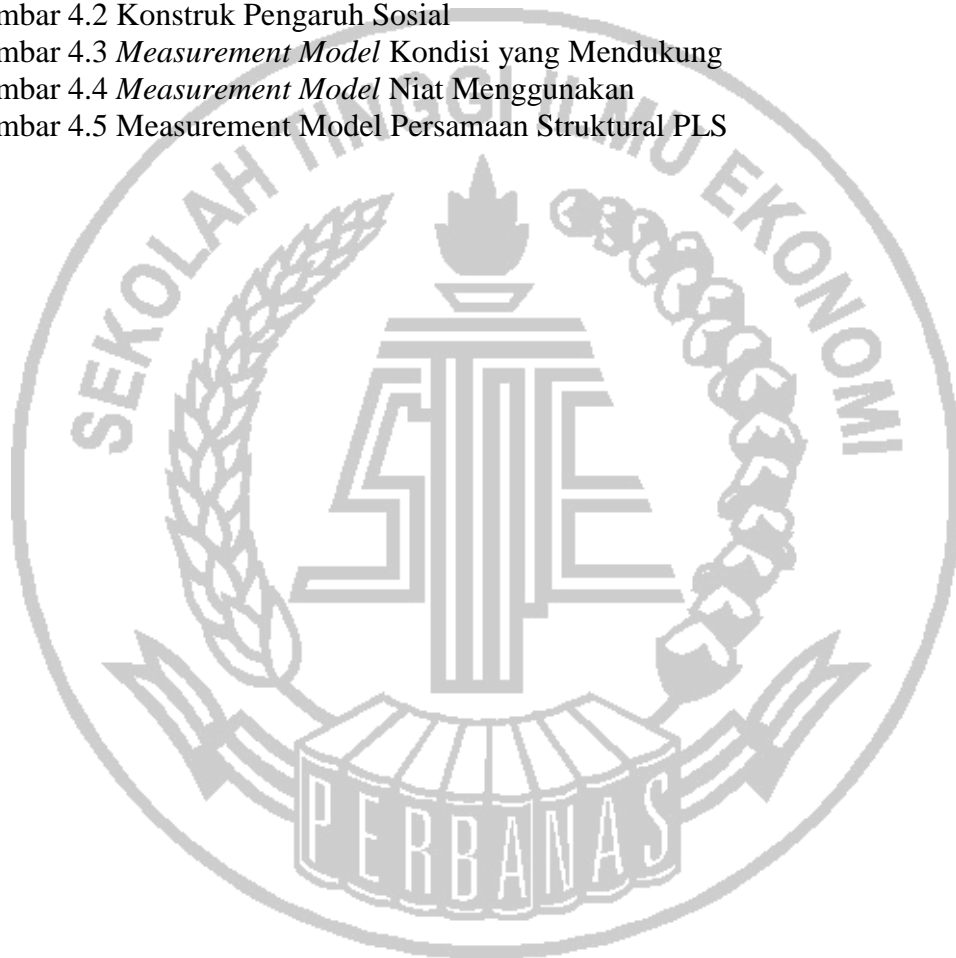 mbar 4.2 Konstruk Pengaruh Sosial
mbar 4.3 Measurement Model Kondisi yang Mendukung
mbar 4.4 Measurement Model Niat Menggunakan
mbar 4.5 Measurement Model Persamaan Struktural PLS
SEKOLAH TINGGI ILMU EKONOMI
STIE
PERBANAS